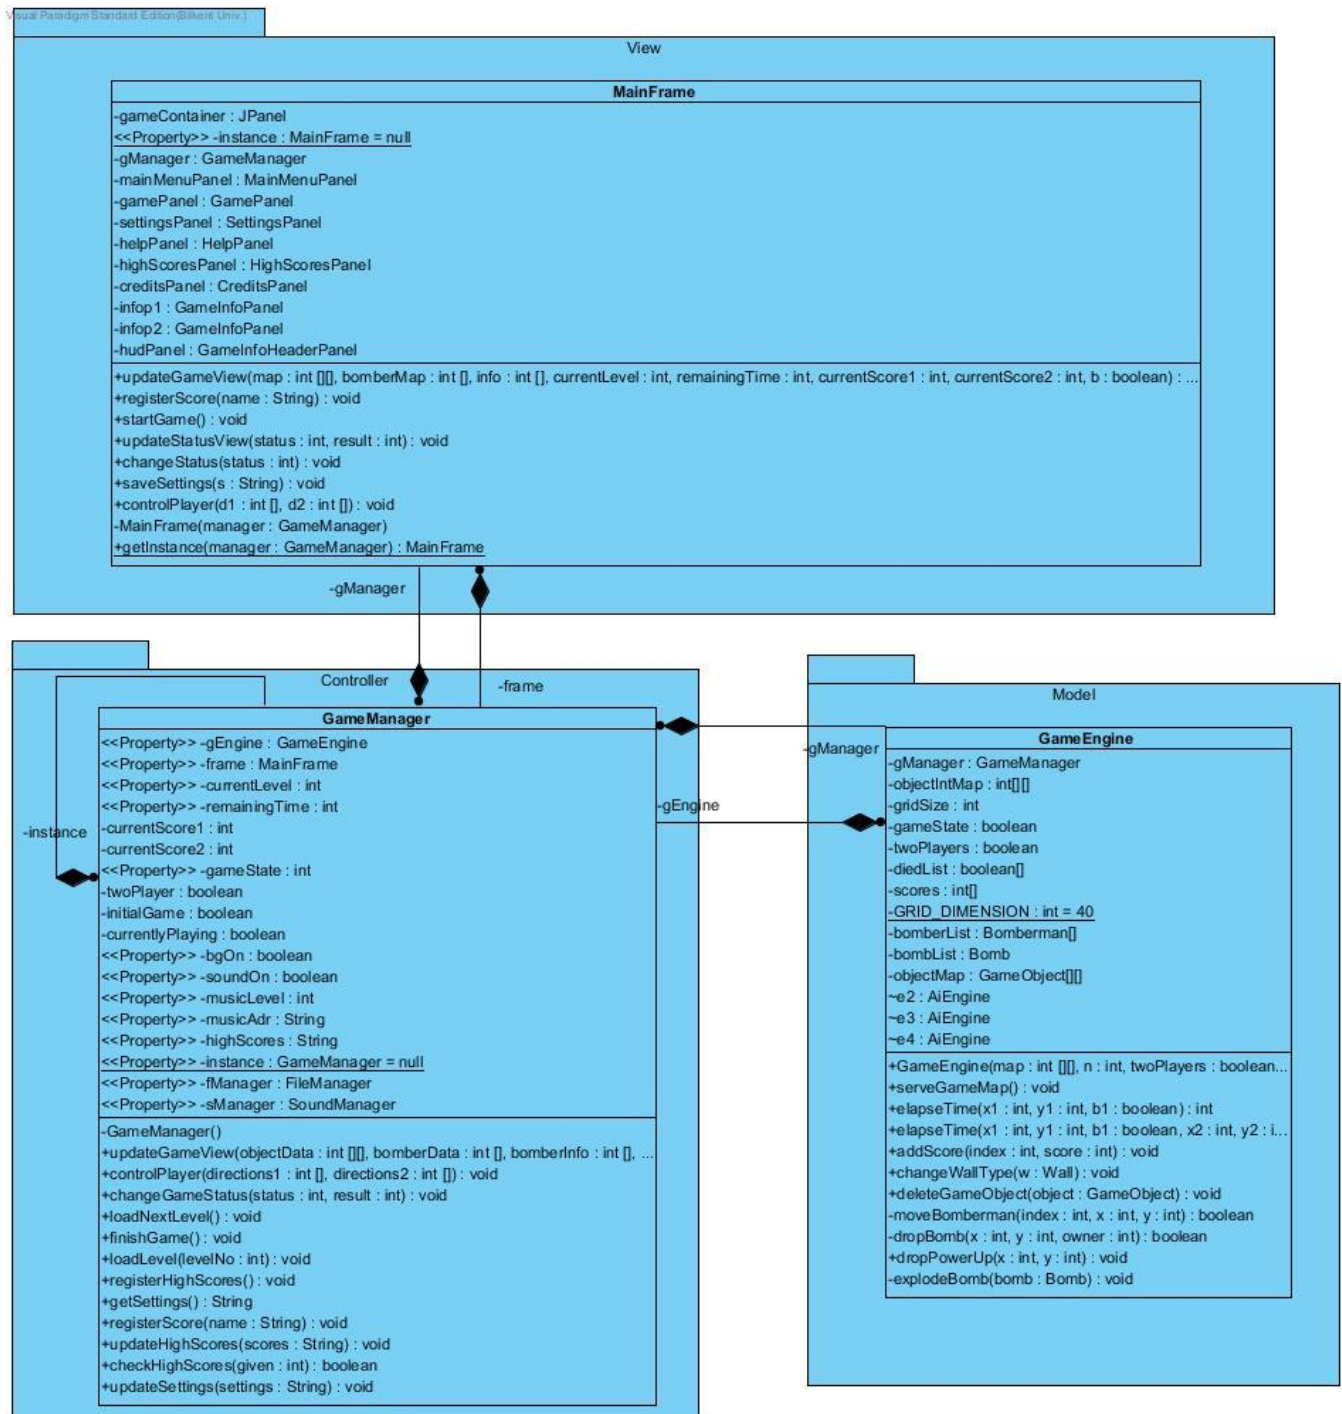 Visual Paradigm Standard Edition(Bilkent Univ.)
View
MainFrame
-gameContainer : JPanel
<<Property>> -instance : MainFrame = null
-gManager : GameManager
-mainMenuPanel : MainMenuPanel
-gamePanel : GamePanel
-settingsPanel : SettingsPanel
-helpPanel : HelpPanel
-highScoresPanel : HighScoresPanel
-creditsPanel : CreditsPanel
-infop1 : GameInfoPanel
-infop2 : GameInfoPanel
-hudPanel : GameInfoHeaderPanel
+updateGameView(map : int [][], bomberMap : int [], info : int [], currentLevel : int, remainingTime : int, currentScore1 : int, currentScore2 : int, b : boolean) : ...
+registerScore(name : String) : void
+startGame() : void
+updateStatusView(status : int, result : int) : void
+changeStatus(status : int) : void
+saveSettings(s : String) : void
+controlPlayer(d1 : int [], d2 : int []) : void
-MainFrame(manager : GameManager)
+getInstance(manager : GameManager) : MainFrame
-gManager
-frame
Controller
-instance
GameManager
<<Property>> -gEngine : GameEngine
<<Property>> -frame : MainFrame
<<Property>> -currentLevel : int
<<Property>> -remainingTime : int
-currentScore1 : int
-currentScore2 : int
<<Property>> -gameState : int
-twoPlayer : boolean
-initialGame : boolean
-currentlyPlaying : boolean
<<Property>> -bgOn : boolean
<<Property>> -soundOn : boolean
<<Property>> -musicLevel : int
<<Property>> -musicAdr : String
<<Property>> -highScores : String
<<Property>> -instance : GameManager = null
<<Property>> -fManager : FileManager
<<Property>> -sManager : SoundManager
-GameManager()
+updateGameView(objectData : int [][], bomberData : int [], bomberInfo : int [], ...
+controlPlayer(directions1 : int [], directions2 : int []) : void
+changeGameStatus(status : int, result : int) : void
+loadNextLevel() : void
+finishGame() : void
+loadLevel(levelNo : int) : void
+registerHighScores() : void
+getSettings() : String
+registerScore(name : String) : void
+updateHighScores(scores : String) : void
+checkHighScores(given : int) : boolean
+updateSettings(settings : String) : void
-gManager
-gEngine
Model
GameEngine
-gManager : GameManager
-objectIntMap : int[][]
-gridSize : int
-gameState : boolean
-twoPlayers : boolean
-diedList : boolean[]
-scores : int[]
-GRID_DIMENSION : int = 40
-bomberList : Bomberman[]
-bombList : Bomb
-objectMap : GameObject[][]
~e2 : AiEngine
~e3 : AiEngine
~e4 : AiEngine
+GameEngine(map : int [][], n : int, twoPlayers : boolean...
+serveGameMap() : void
+elapseTime(x1 : int, y1 : int, b1 : boolean) : int
+elapseTime(x1 : int, y1 : int, b1 : boolean, x2 : int, y2 : i...
+addScore(index : int, score : int) : void
+changeWallType(w : Wall) : void
+deleteGameObject(object : GameObject) : void
-moveBomberman(index : int, x : int, y : int) : boolean
-dropBomb(x : int, y : int, owner : int) : boolean
+dropPowerUp(x : int, y : int) : void
-explodeBomb(bomb : Bomb) : void